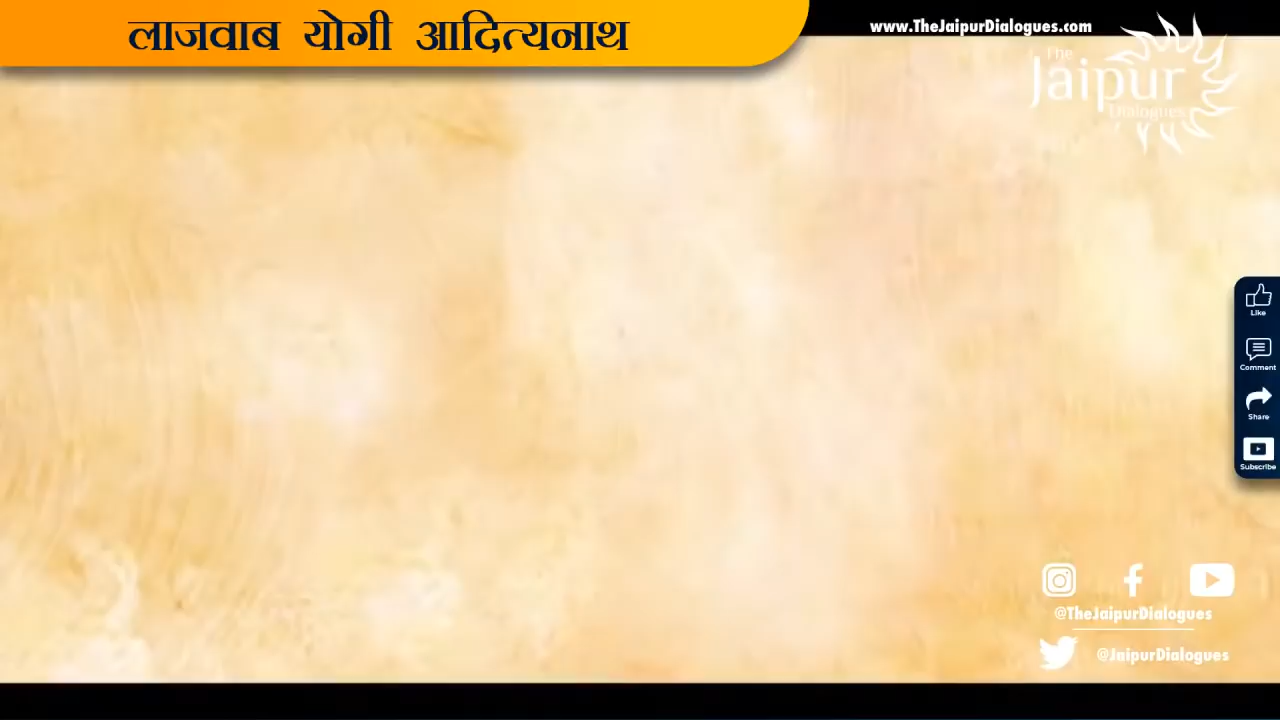 लाजवाब योगी आदित्यनाथ
www.TheJaipurDialogues.com
The
Jaipur
Dialogues
Like
Comment
Share
Subscribe
@TheJaipurDialogues
@JaipurDialogues